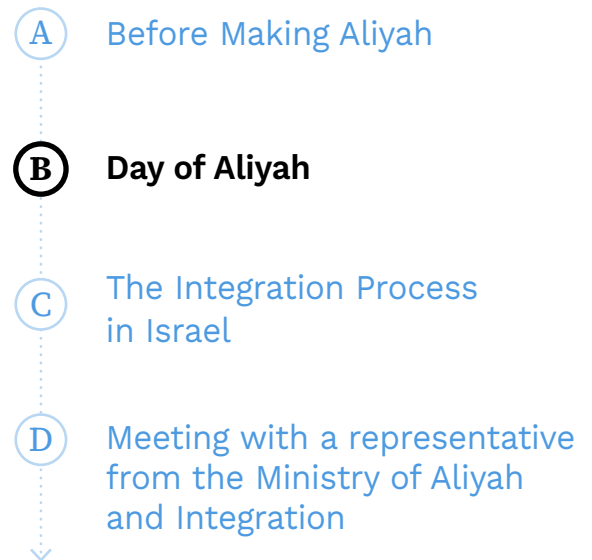 A Before Making Aliyah
B Day of Aliyah
C The Integration Process
in Israel
D Meeting with a representative
from the Ministry of Aliyah
and Integration